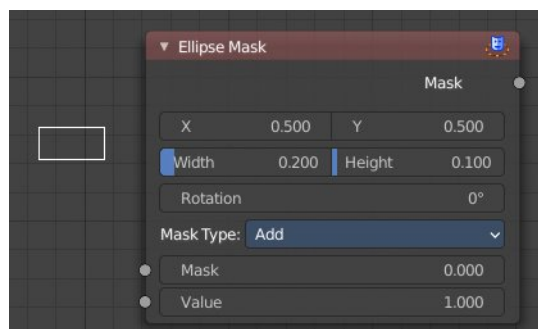 Ellipse Mask
Mask
X 0.500 Y 0.500
Width 0.200 Height 0.100
Rotation 0°
Mask Type: Add
Mask 0.000
Value 1.000